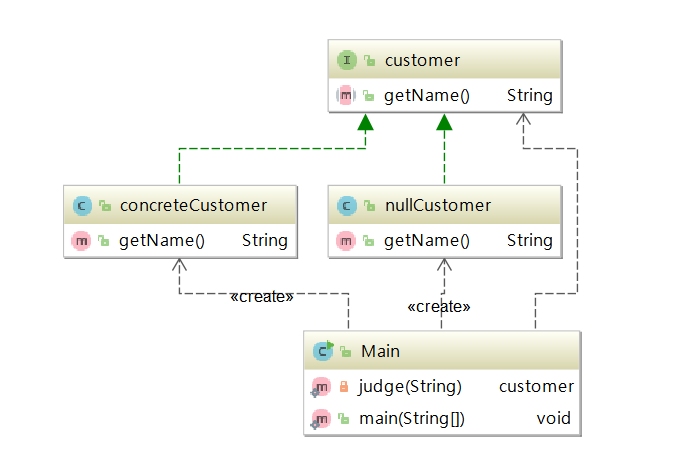 I customer
m getName() String
C concreteCustomer
m getName() String
C nullCustomer
m getName() String
«create»
«create»
C Main
m judge(String) customer
m main(String[]) void